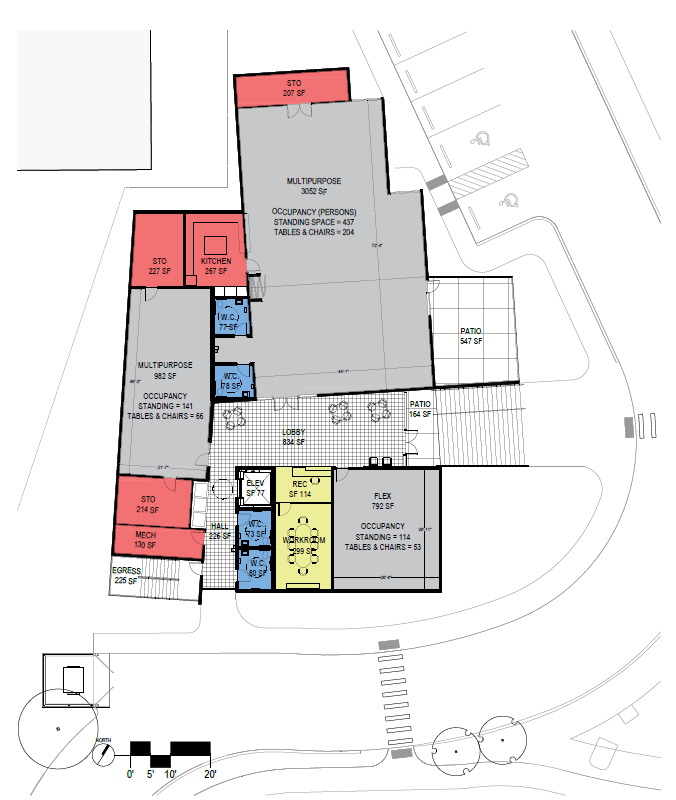 STO
207 SF
MULTIPURPOSE
3052 SF
OCCUPANCY (PERSONS)
STANDING SPACE = 437
TABLES & CHAIRS = 204
STO
227 SF
KITCHEN
267 SF
W.C.
77 SF
PATIO
547 SF
MULTIPURPOSE
982 SF
OCCUPANCY
STANDING = 141
TABLES & CHAIRS = 66
W.C.
78 SF
PATIO
164 SF
LOBBY
834 SF
ELEV
SF 77
REC
SF 114
FLEX
792 SF
OCCUPANCY
STANDING = 114
TABLES & CHAIRS = 53
STO
214 SF
HALL
226 SF
W.C.
73 SF
WORKROOM
299 SF
MECH
130 SF
W.C.
80 SF
EGRESS
225 SF
NORTH
0' 5' 10' 20'